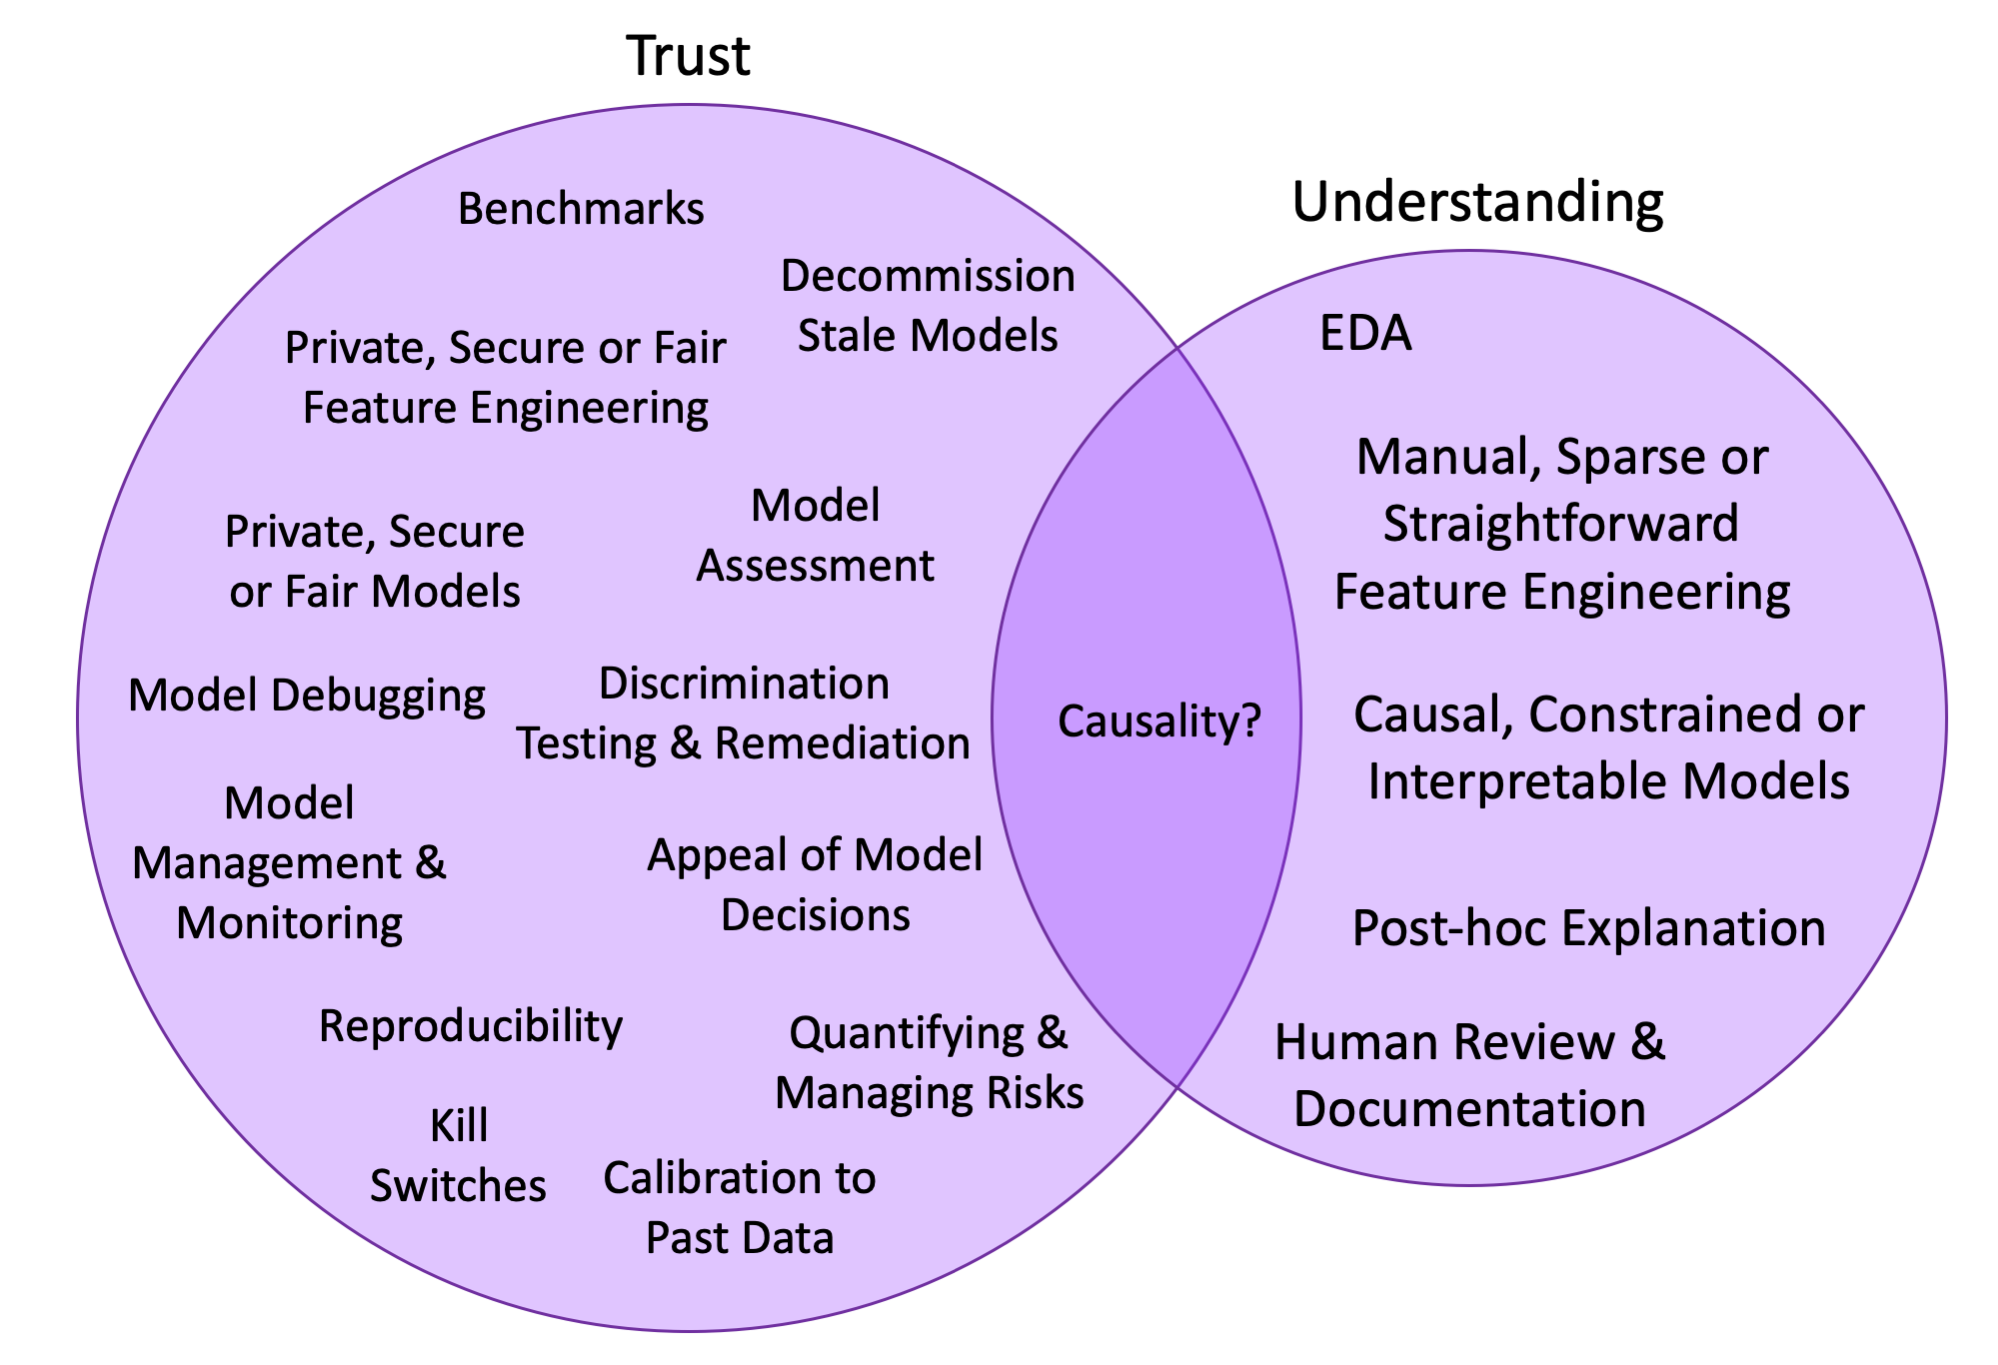 Trust
Benchmarks
Decommission
Stale Models
Private, Secure or Fair
Feature Engineering
Model
Assessment
Private, Secure
or Fair Models
Discrimination
Testing & Remediation
Model Debugging
Model
Management &
Monitoring
Appeal of Model
Decisions
Reproducibility
Quantifying &
Managing Risks
Kill
Switches
Calibration to
Past Data
Causality?
Understanding
EDA
Manual, Sparse or
Straightforward
Feature Engineering
Causal, Constrained or
Interpretable Models
Post-hoc Explanation
Human Review &
Documentation